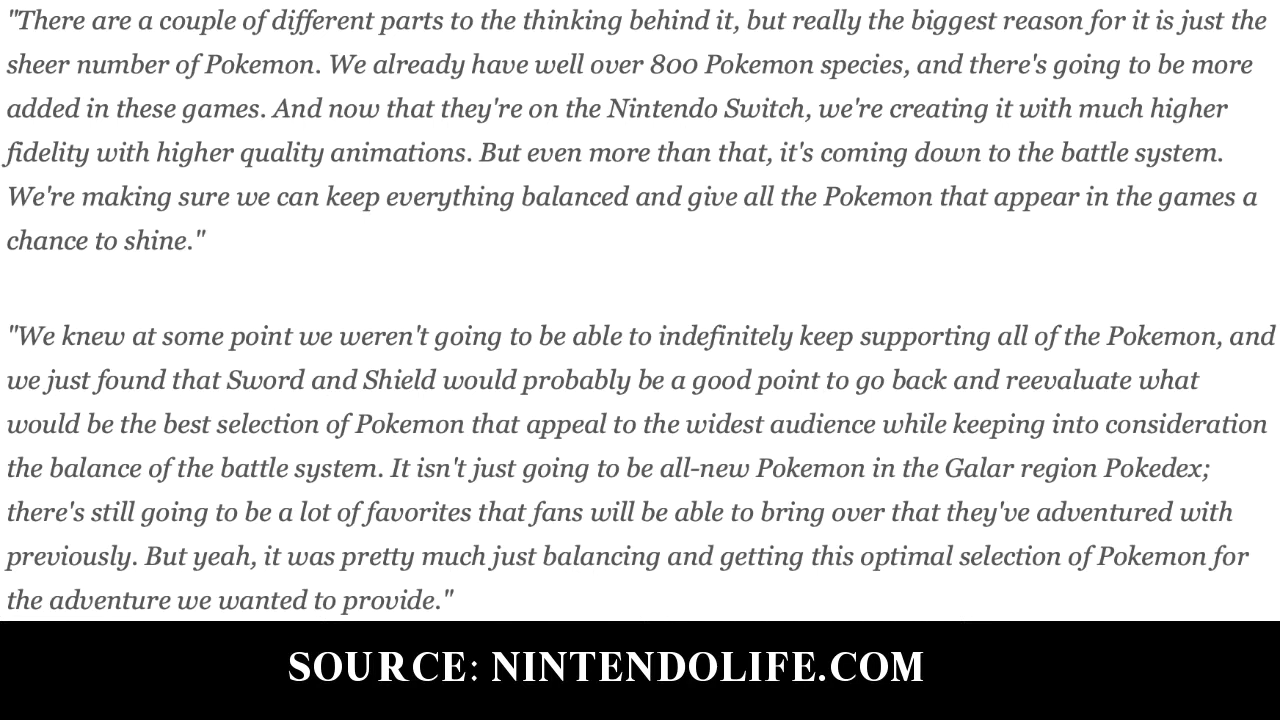 "There are a couple of different parts to the thinking behind it, but really the biggest reason for it is just the
sheer number of Pokemon. We already have well over 800 Pokemon species, and there's going to be more
added in these games. And now that they're on the Nintendo Switch, we're creating it with much higher
fidelity with higher quality animations. But even more than that, it's coming down to the battle system.
We're making sure we can keep everything balanced and give all the Pokemon that appear in the games a
chance to shine."
"We knew at some point we weren't going to be able to indefinitely keep supporting all of the Pokemon, and
we just found that Sword and Shield would probably be a good point to go back and reevaluate what
would be the best selection of Pokemon that appeal to the widest audience while keeping into consideration
the balance of the battle system. It isn't just going to be all-new Pokemon in the Galar region Pokedex;
there's still going to be a lot of favorites that fans will be able to bring over that they've adventured with
previously. But yeah, it was pretty much just balancing and getting this optimal selection of Pokemon for
the adventure we wanted to provide."
SOURCE: NINTENDOLIFE.COM